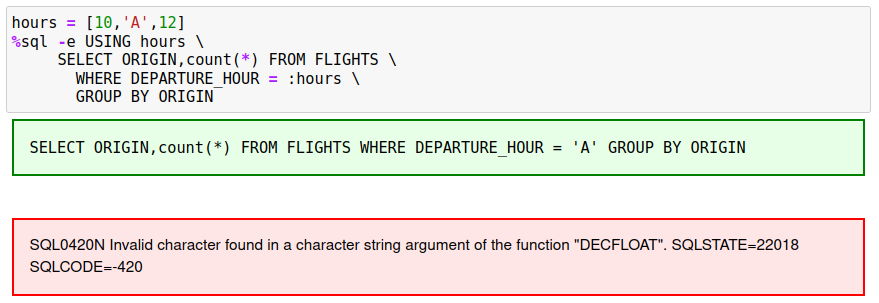 hours = [10,'A',12]
%sql -e USING hours \
SELECT ORIGIN,count(*) FROM FLIGHTS \
WHERE DEPARTURE_HOUR = :hours \
GROUP BY ORIGIN
SELECT ORIGIN,count(*) FROM FLIGHTS WHERE DEPARTURE_HOUR = 'A' GROUP BY ORIGIN
SQL0420N Invalid character found in a character string argument of the function "DECFLOAT". SQLSTATE=22018
SQLCODE=-420